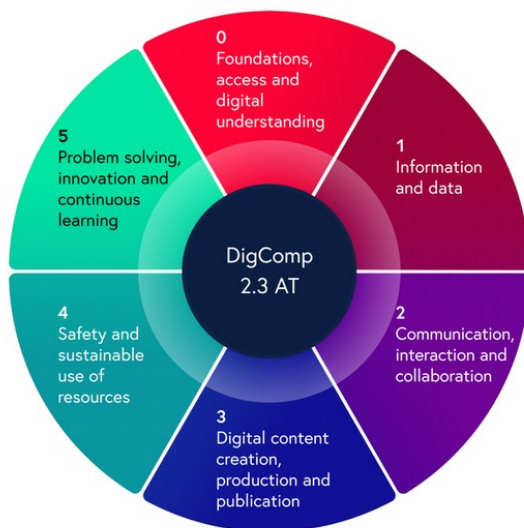 0
Foundations,
access and
digital
understanding
1
Information
and data
2
Communication,
interaction and
collaboration
3
Digital content
creation,
production and
publication
4
Safety and
sustainable
use of
resources
5
Problem solving,
innovation and
continuous
learning
DigComp
2.3 AT